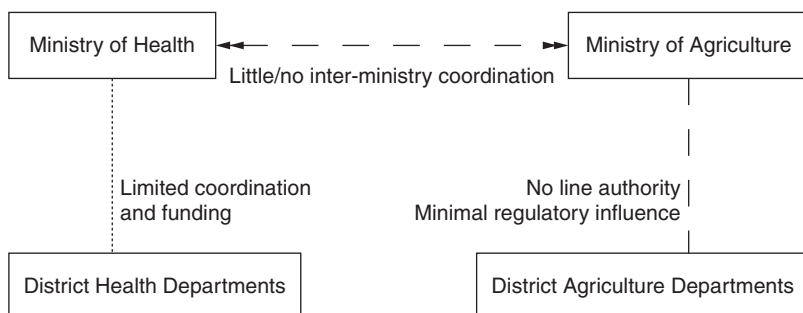 Ministry of Health
Ministry of Agriculture
Little/no inter-ministry coordination
Limited coordination
and funding
No line authority
Minimal regulatory influence
District Health Departments
District Agriculture Departments